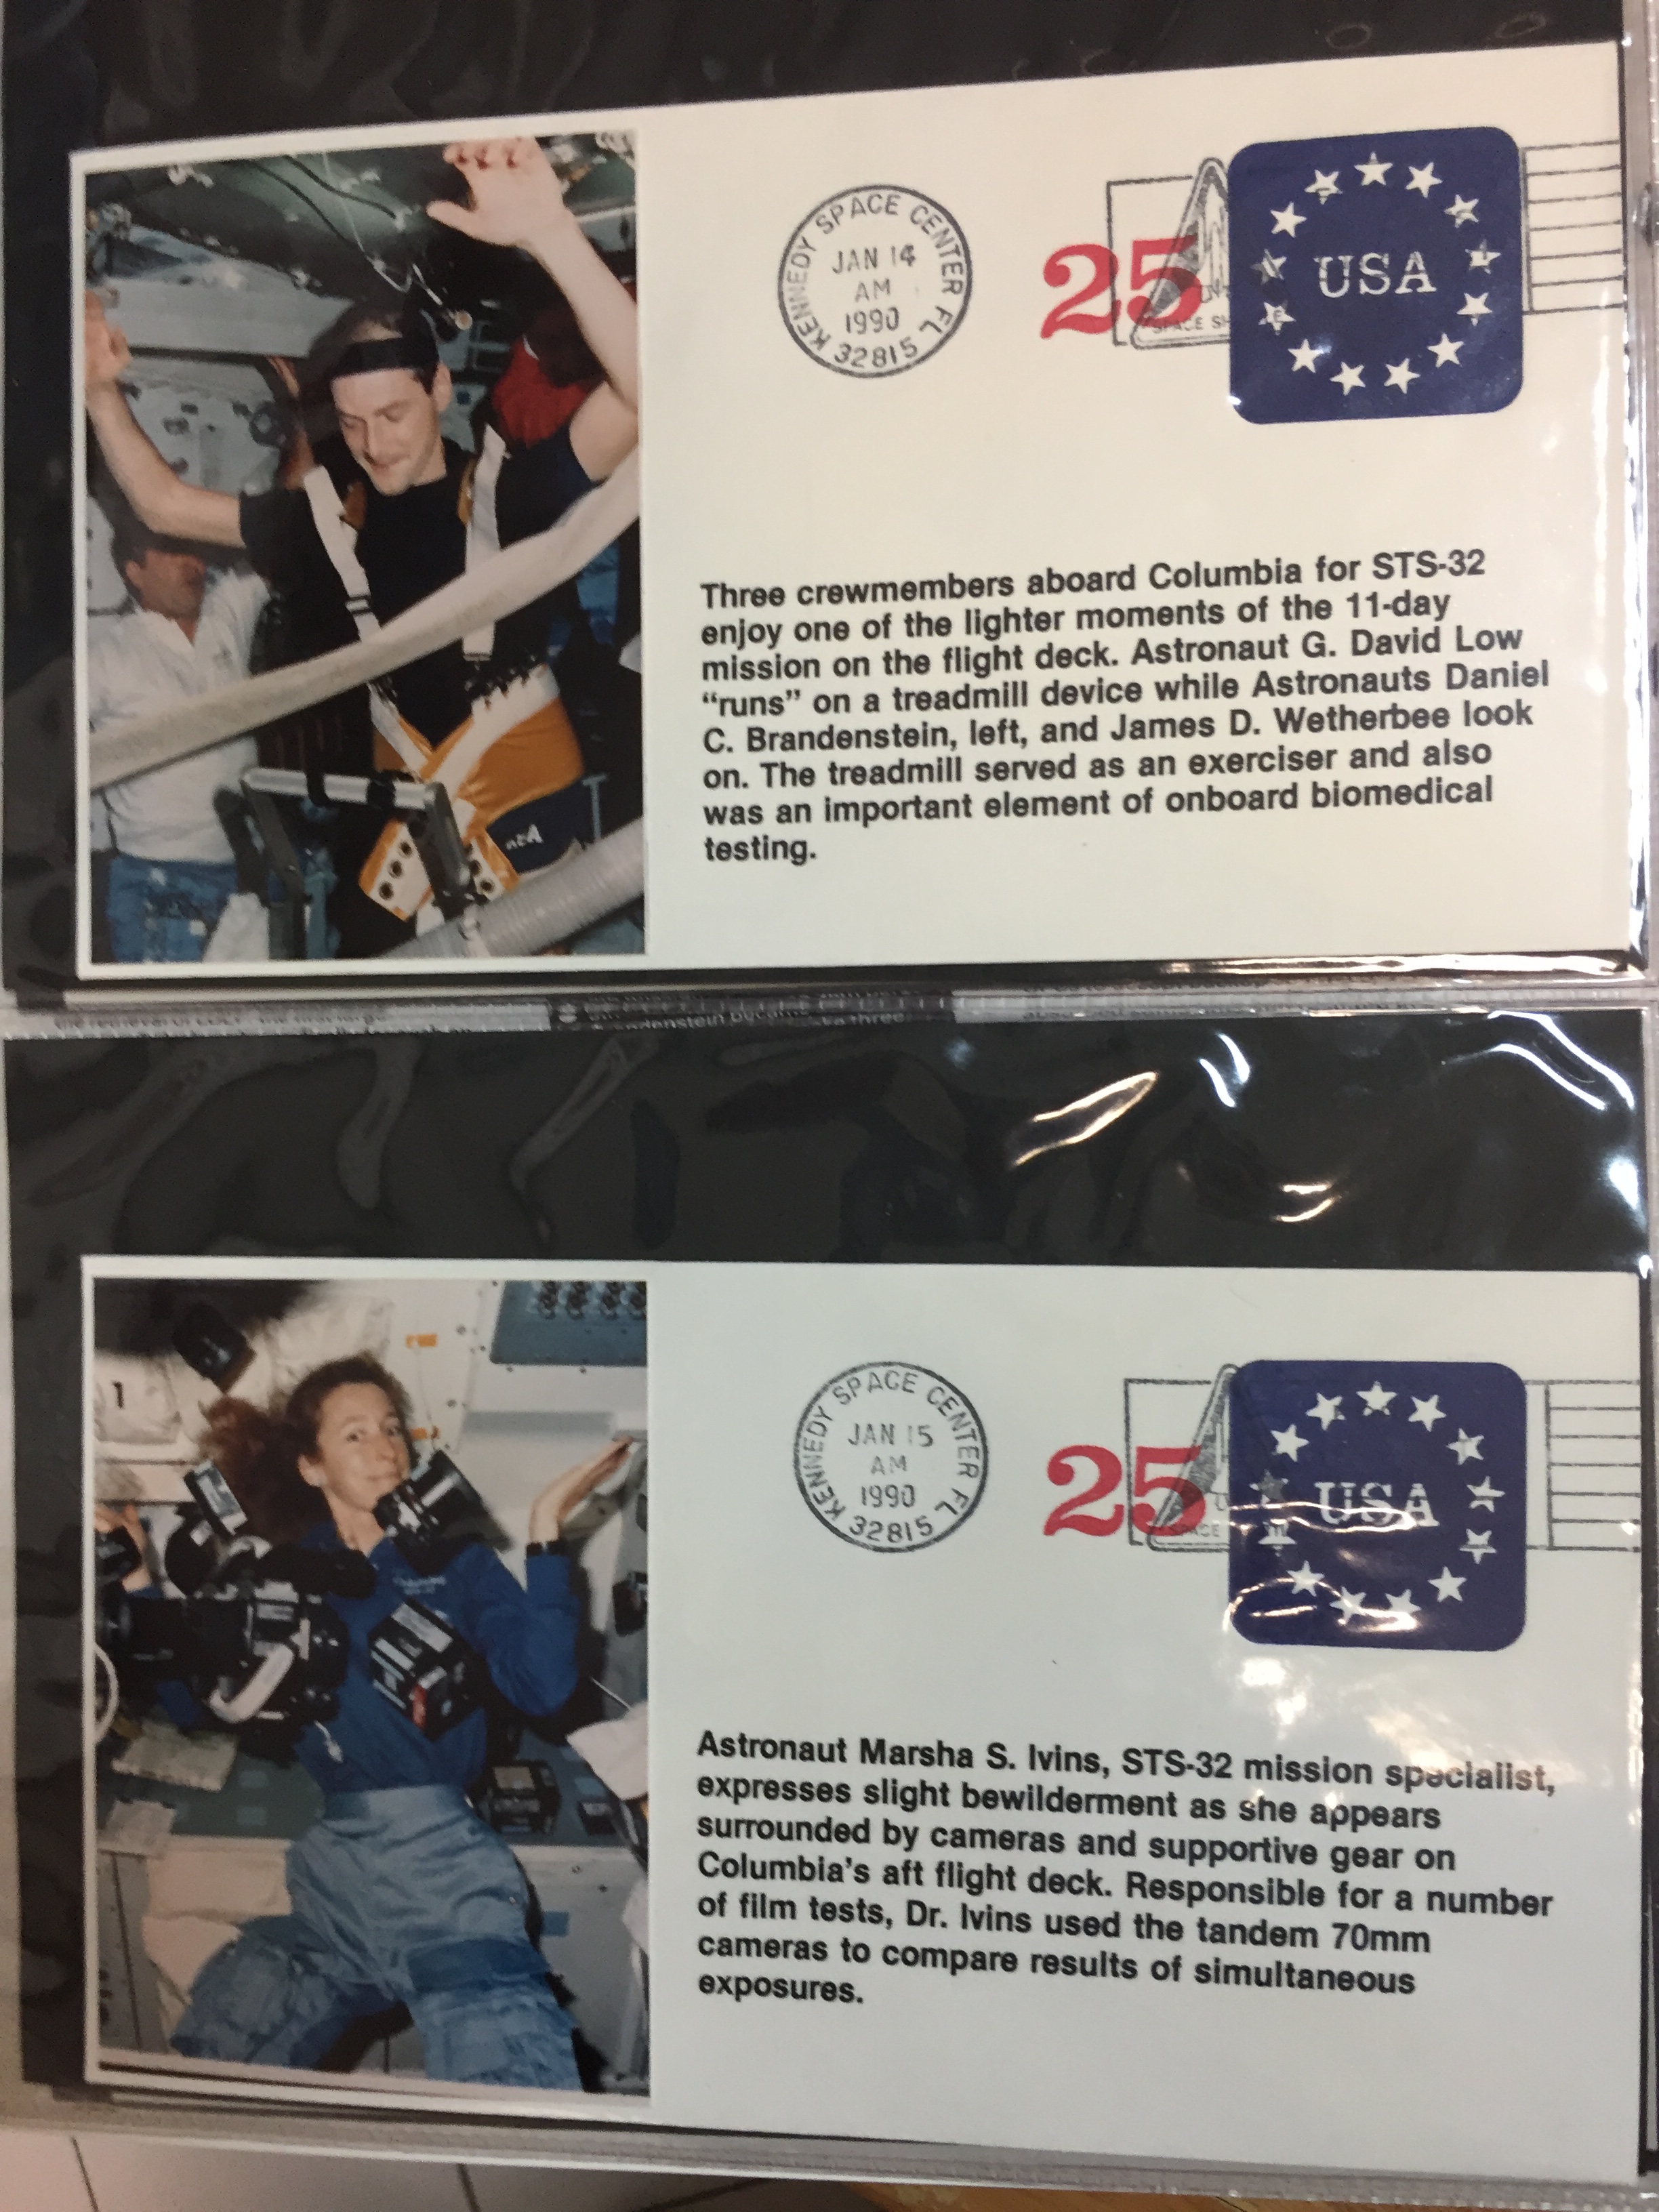 KENNEDY SPACE CENTER FL
JAN 14
AM
1990
32815
25
USA
Three crewmembers aboard Columbia for STS-32
enjoy one of the lighter moments of the 11-day
mission on the flight deck. Astronaut G. David Low
“runs” on a treadmill device while Astronauts Daniel
C. Brandenstein, left, and James D. Wetherbee look
on. The treadmill served as an exerciser and also
was an important element of onboard biomedical
testing.
1
KENNEDY SPACE CENTER FL
JAN 15
AM
1990
32815
25
SPACE
USA
Astronaut Marsha S. Ivins, STS-32 mission specialist,
expresses slight bewilderment as she appears
surrounded by cameras and supportive gear on
Columbia's aft flight deck. Responsible for a number
of film tests, Dr. Ivins used the tandem 70mm
cameras to compare results of simultaneous
exposures.